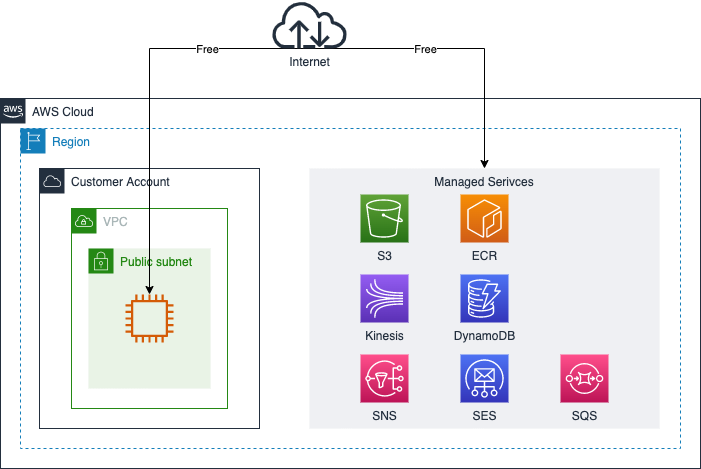 Free
Free
Internet
aws
AWS Cloud
Region
Customer Account
Managed Serivces
VPC
S3
ECR
Public subnet
Kinesis
DynamoDB
SNS
SES
SQS